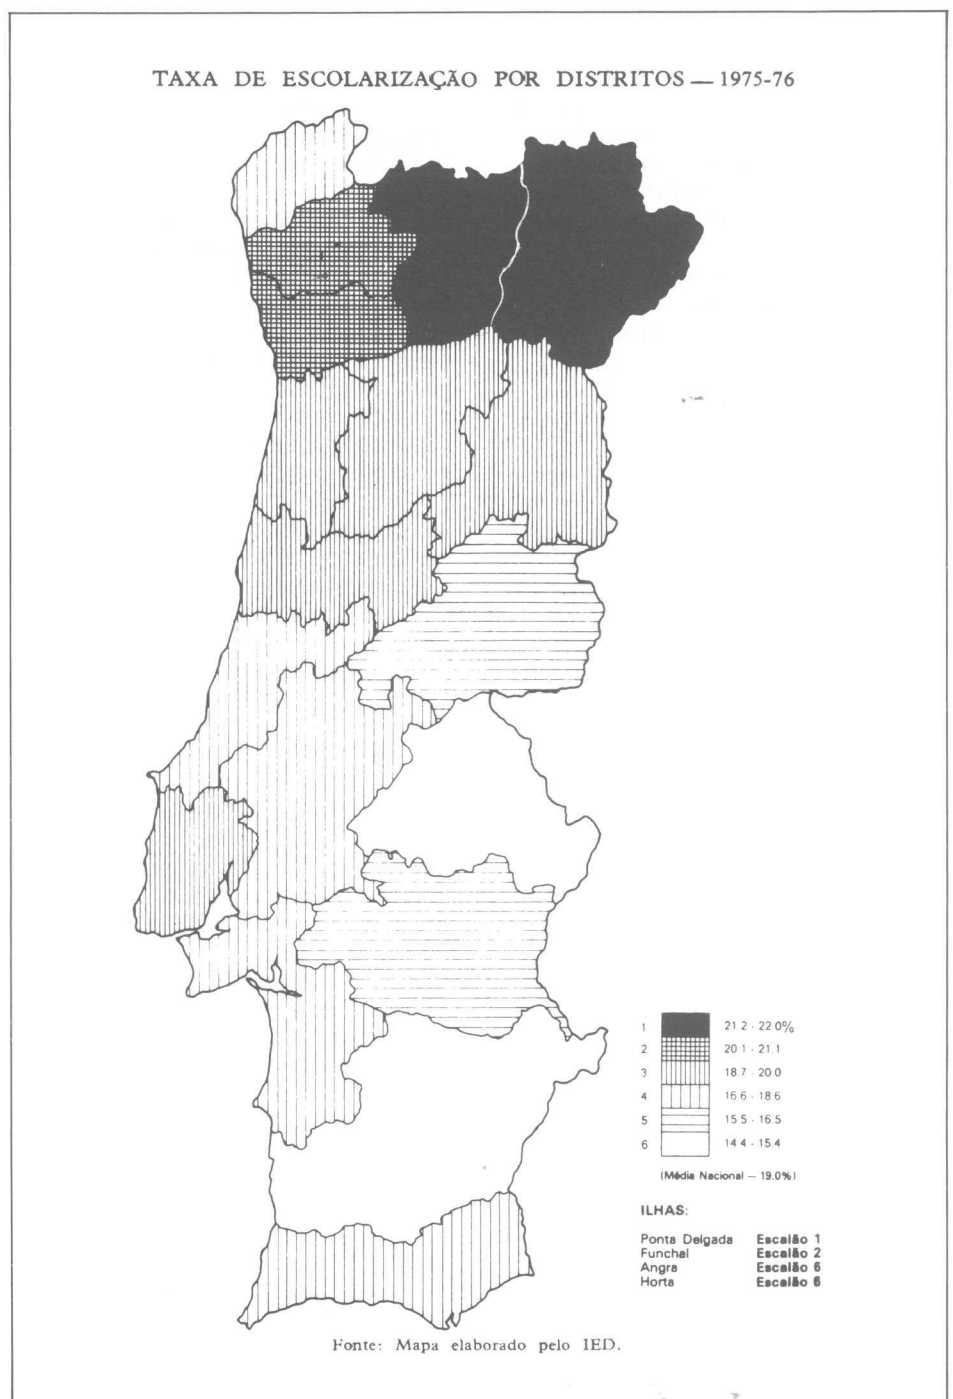 TAXA DE ESCOLARIZAÇÃO POR DISTRITOS — 1975-76
1 21.2 - 22.0%
2 20.1 - 21.1
3 18.7 - 20.0
4 16.6 - 18.6
5 15.5 - 16.5
6 14.4 - 15.4
(Média Nacional — 19.0%)
ILHAS:
Ponta Delgada Escalão 1
Funchal Escalão 2
Angra Escalão 6
Horta Escalão 6
Fonte: Mapa elaborado pelo IED.